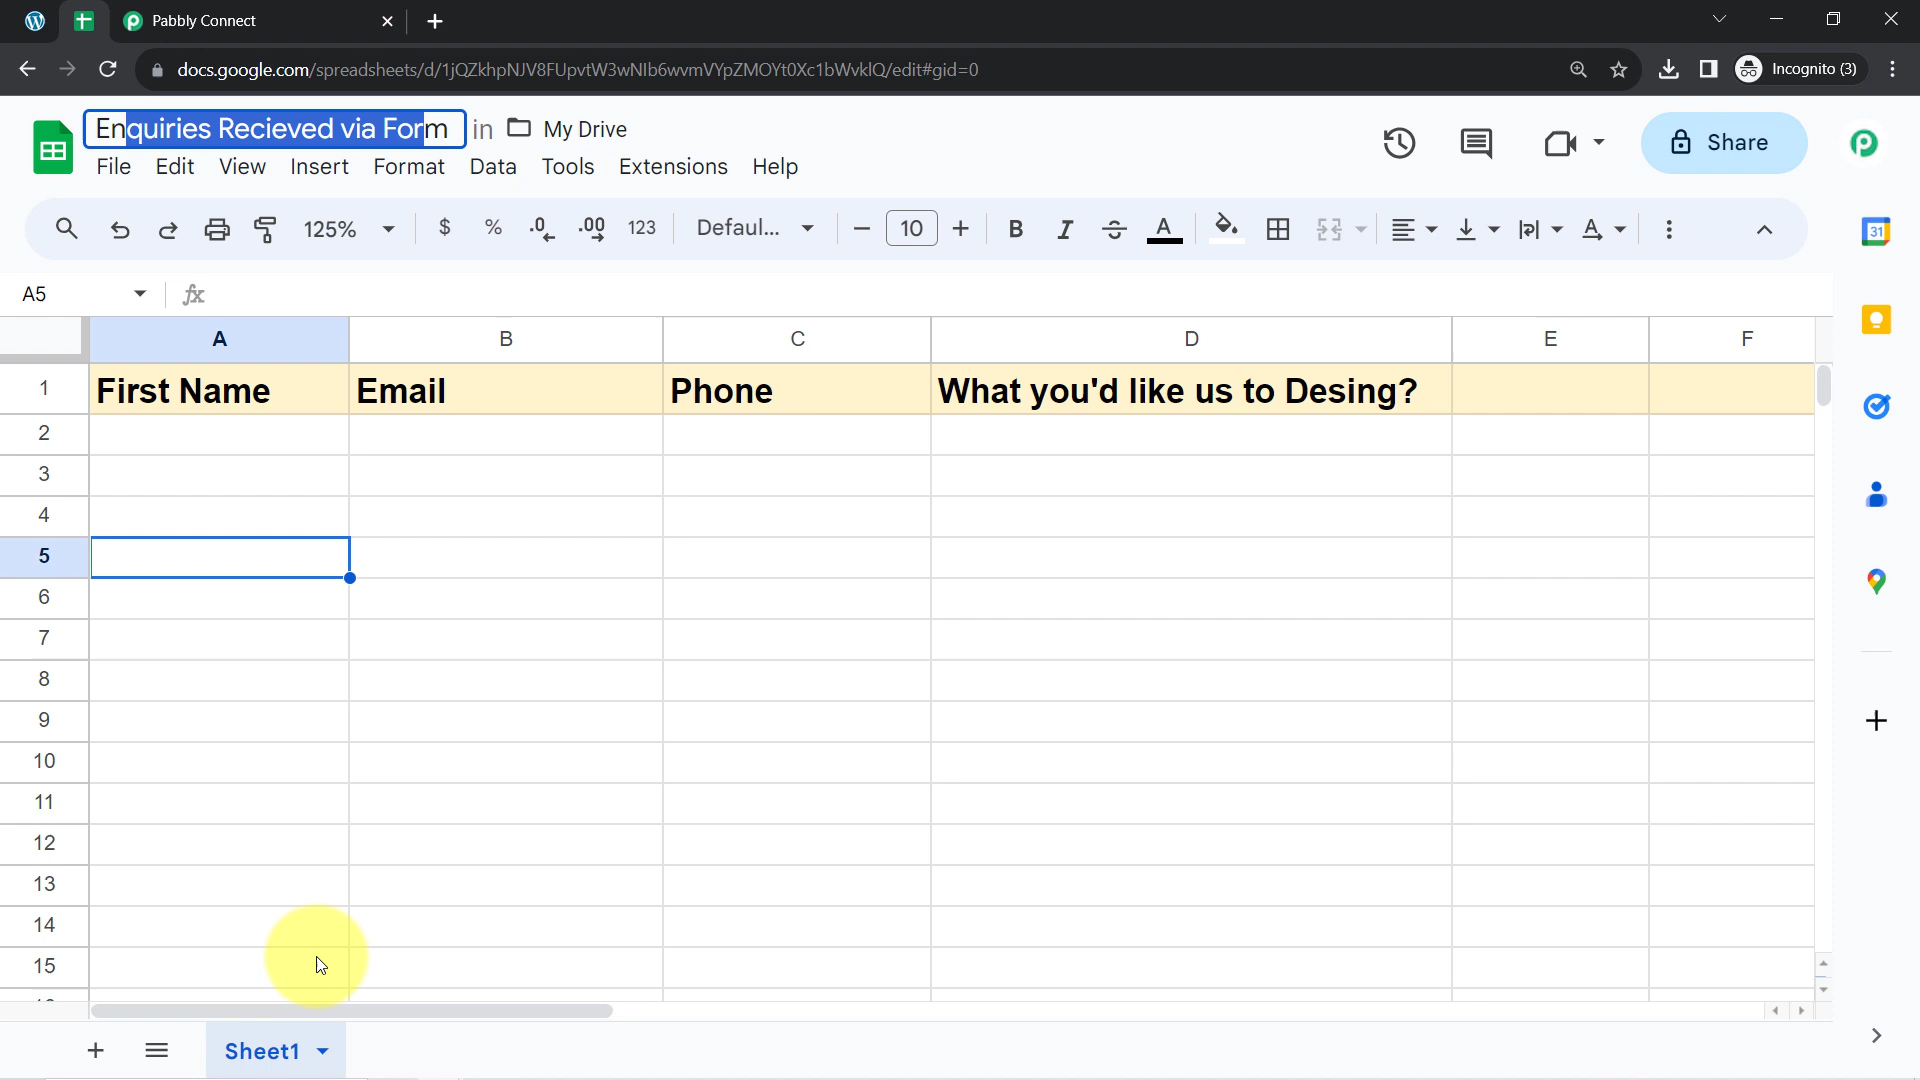 Pabbly Connect
docs.google.com/spreadsheets/d/1jQZkhpNJV8FUpvtW3wNIb6wvmVYpZMOYt0Xc1bWvklQ/edit#gid=0
Incognito (3)
Enquiries Recieved via Form in My Drive
File Edit View Insert Format Data Tools Extensions Help
Share
125% $ % .0 .00 123 Defaul... 10 B I A
31
A5 fx
A B C D E F
1 First Name Email Phone What you'd like us to Desing?
2
3
4
5
6
7
8
9
10
11
12
13
14
15
Sheet1